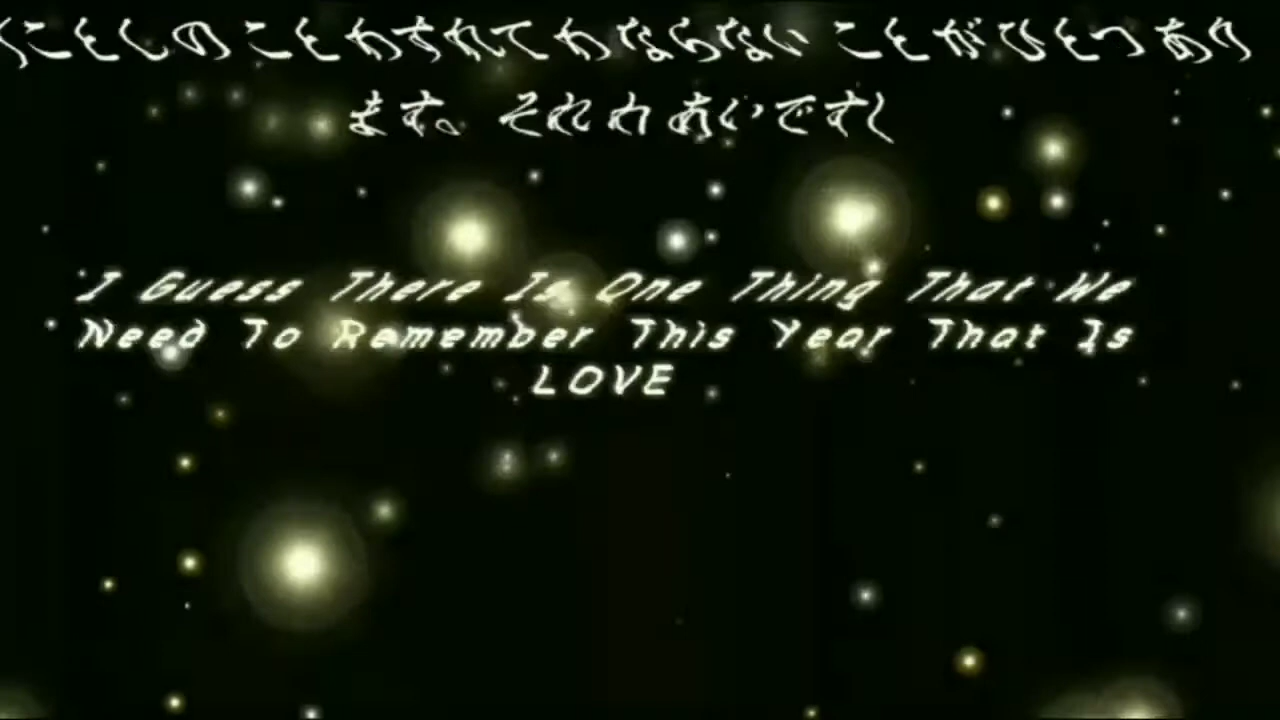 ことしの ことわすれてわならない ことがひとつあり
ます。 それわ あいです
I Guess There Is One Thing That We
Need To Remember This Year That Is
LOVE